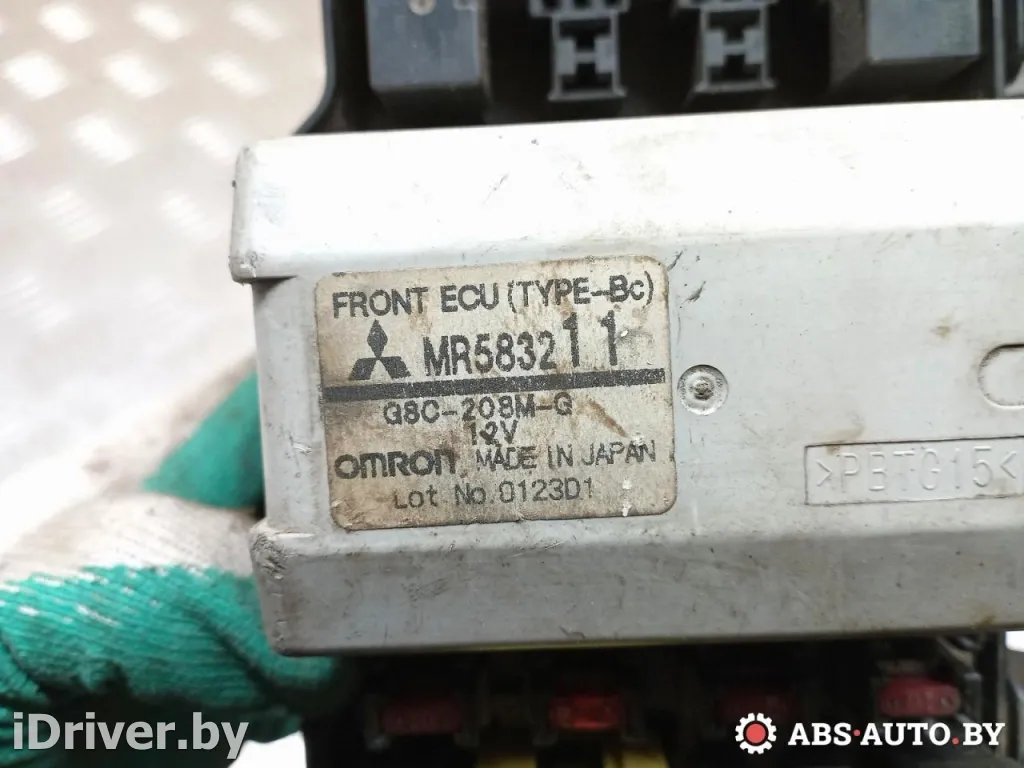 FRONT ECU (TYPE-Bc)
MR583211
G8C-208M-G
12V
OMRON MADE IN JAPAN
Lot No.0123D1
>PBT-G15<
iDriver.by
ABS-AUTO.BY